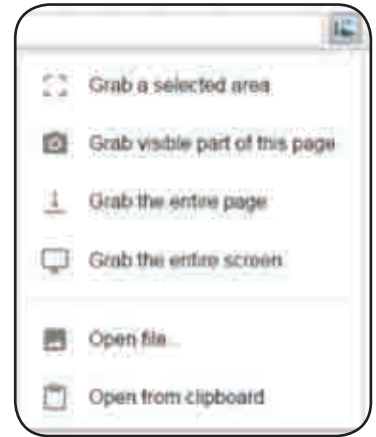 Grab a selected area
Grab visible part of this page
Grab the entire page
Grab the entire screen
Open file...
Open from clipboard